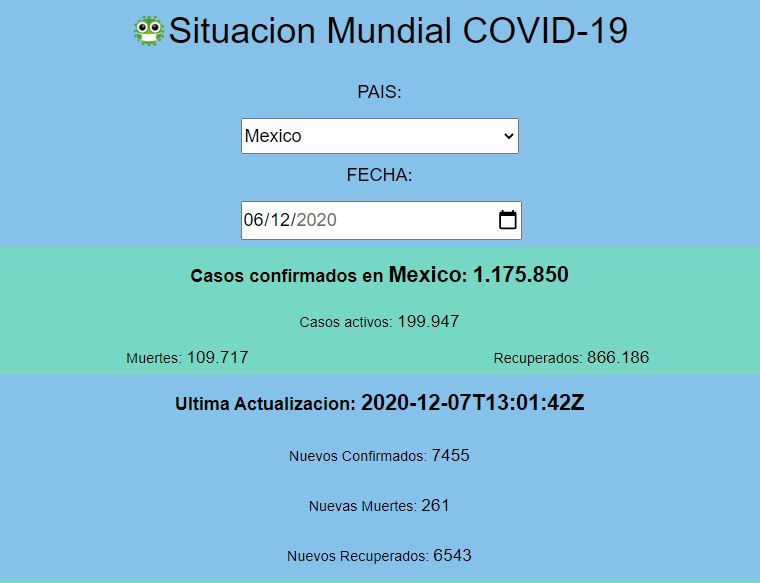 Situacion Mundial COVID-19
PAIS:
Mexico
FECHA:
06/12/2020
Casos confirmados en Mexico: 1.175.850
Casos activos: 199.947
Muertes: 109.717 Recuperados: 866.186
Ultima Actualizacion: 2020-12-07T13:01:42Z
Nuevos Confirmados: 7455
Nuevas Muertes: 261
Nuevos Recuperados: 6543